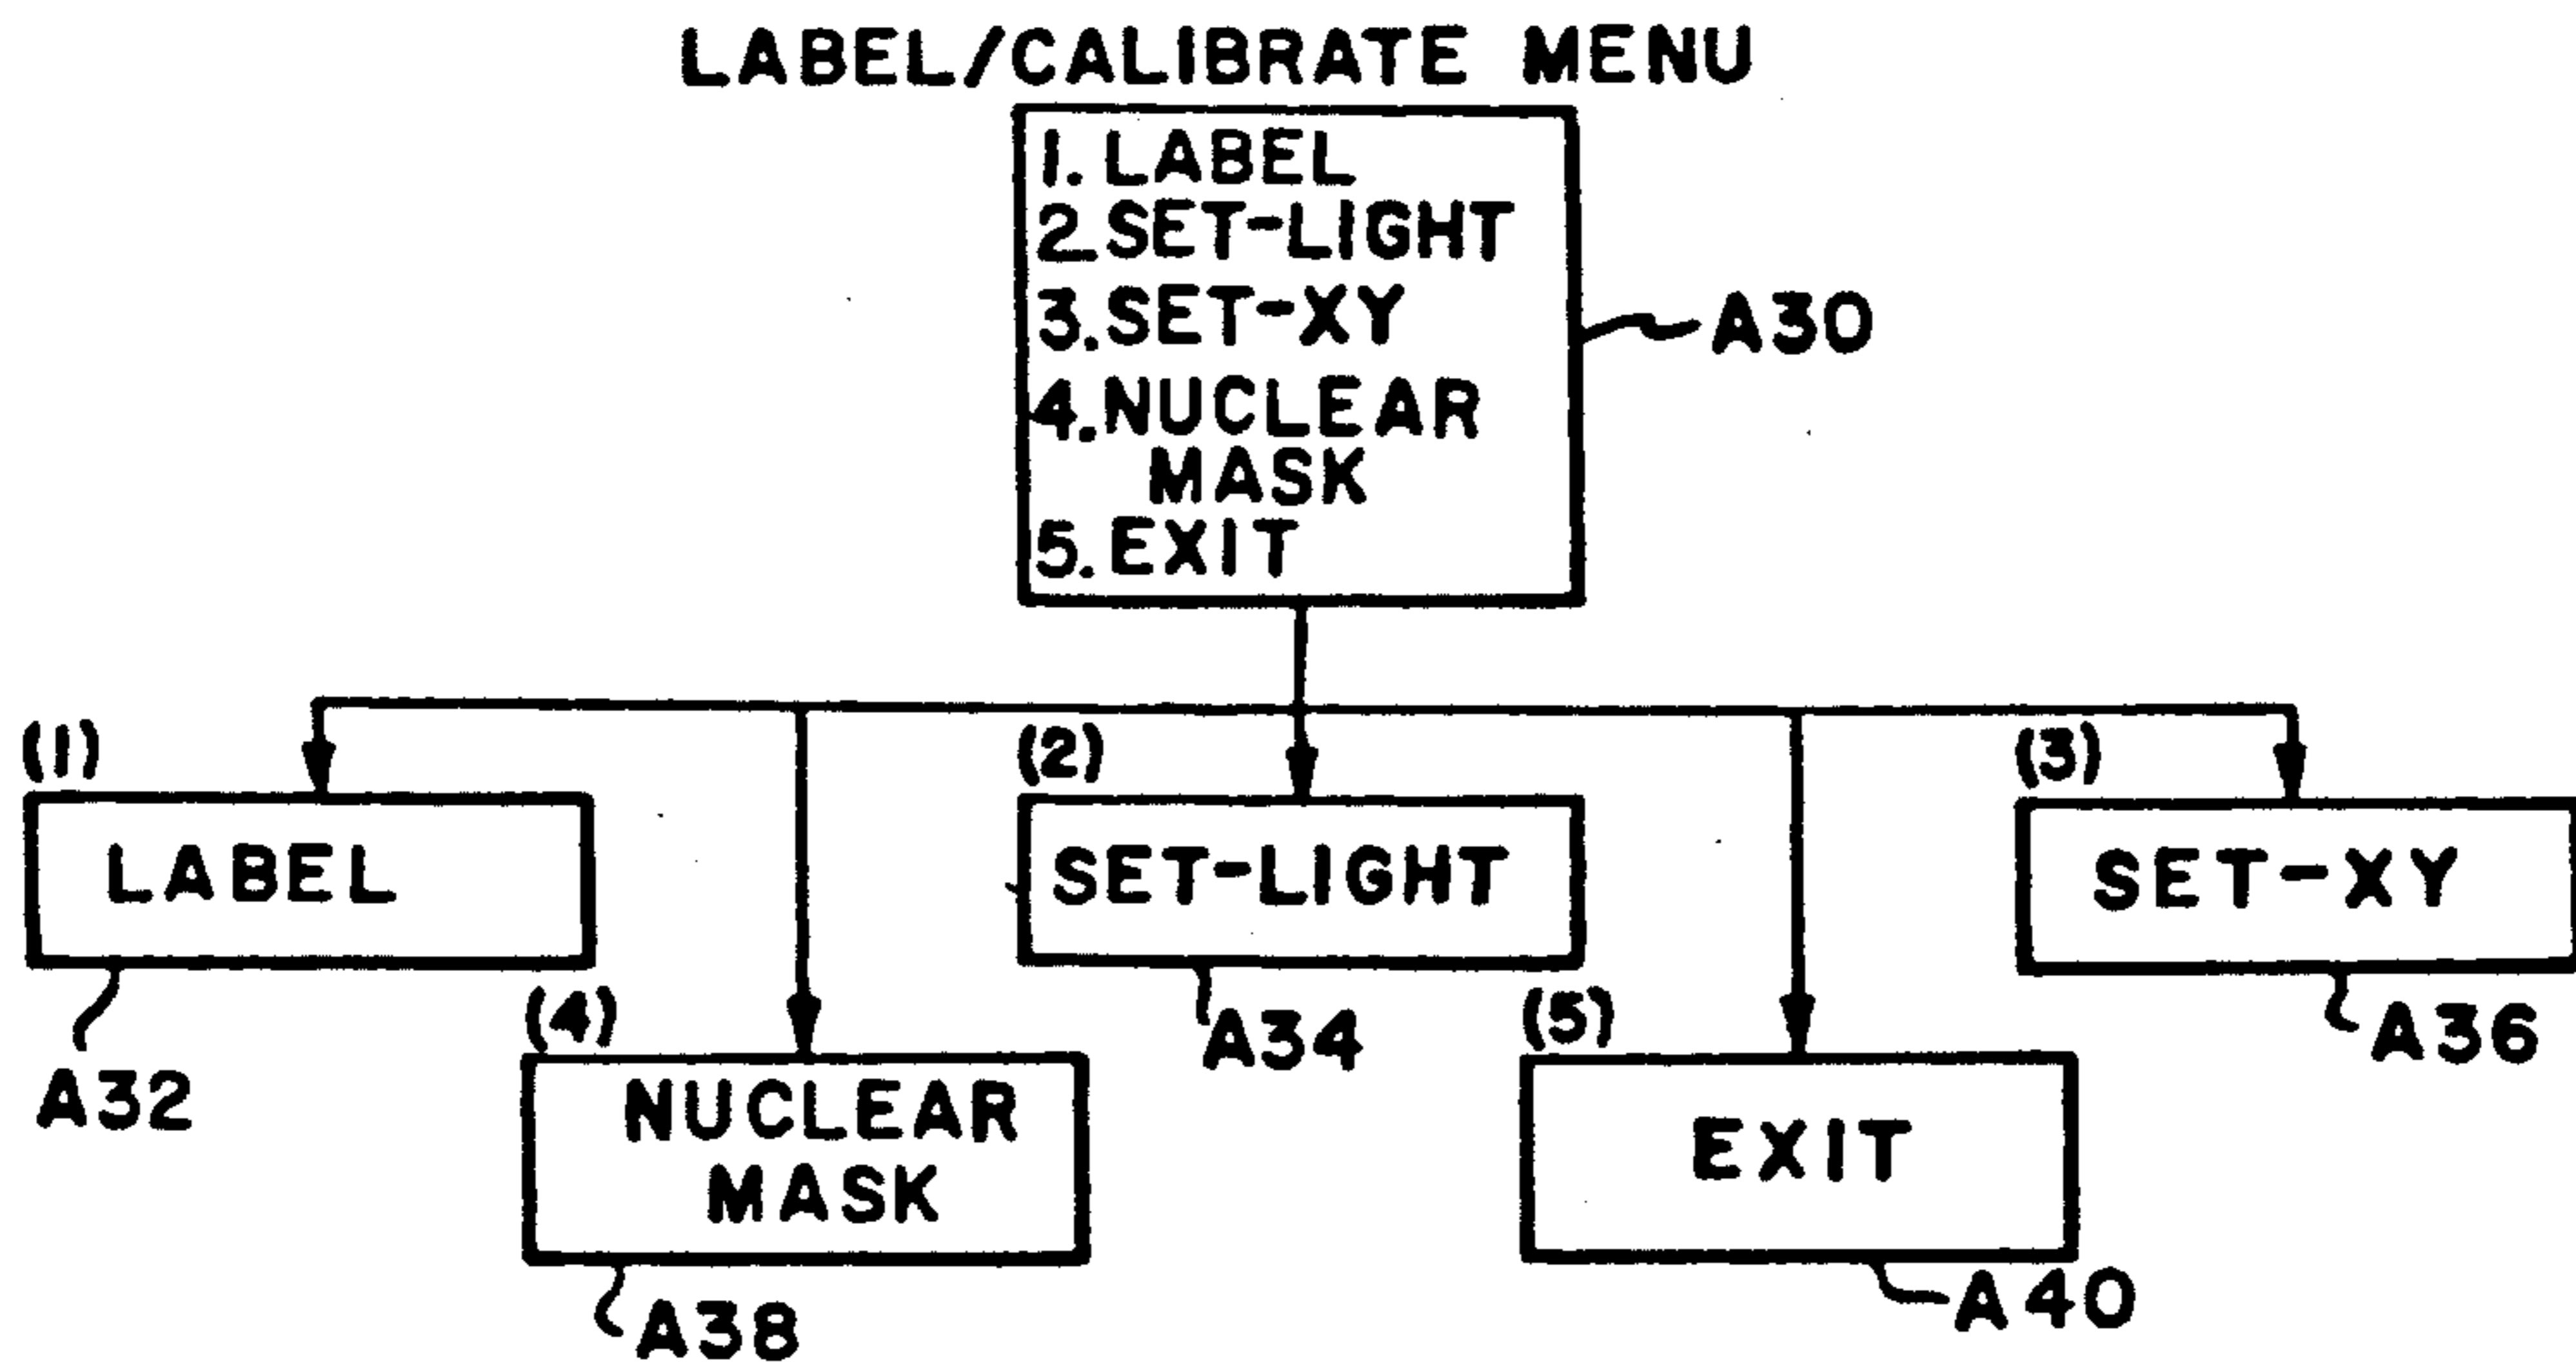 LABEL/CALIBRATE MENU
1. LABEL
2. SET-LIGHT
3. SET-XY
4. NUCLEAR
MASK
5. EXIT
A30
(1)
LABEL
A32
(2)
SET-LIGHT
A34
(3)
SET-XY
A36
(4)
NUCLEAR
MASK
A38
(5)
EXIT
A40